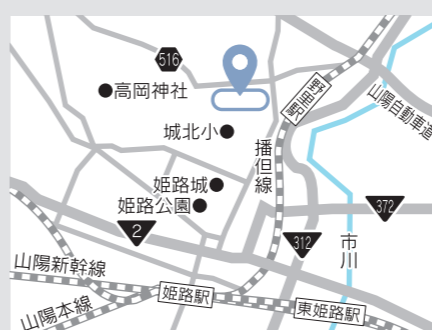 516
高岡神社
野里駅
山陽自動車道
城北小
播但線
姫路城
姫路公園
372
2
312
市川
山陽新幹線
姫路駅
東姫路駅
山陽本線